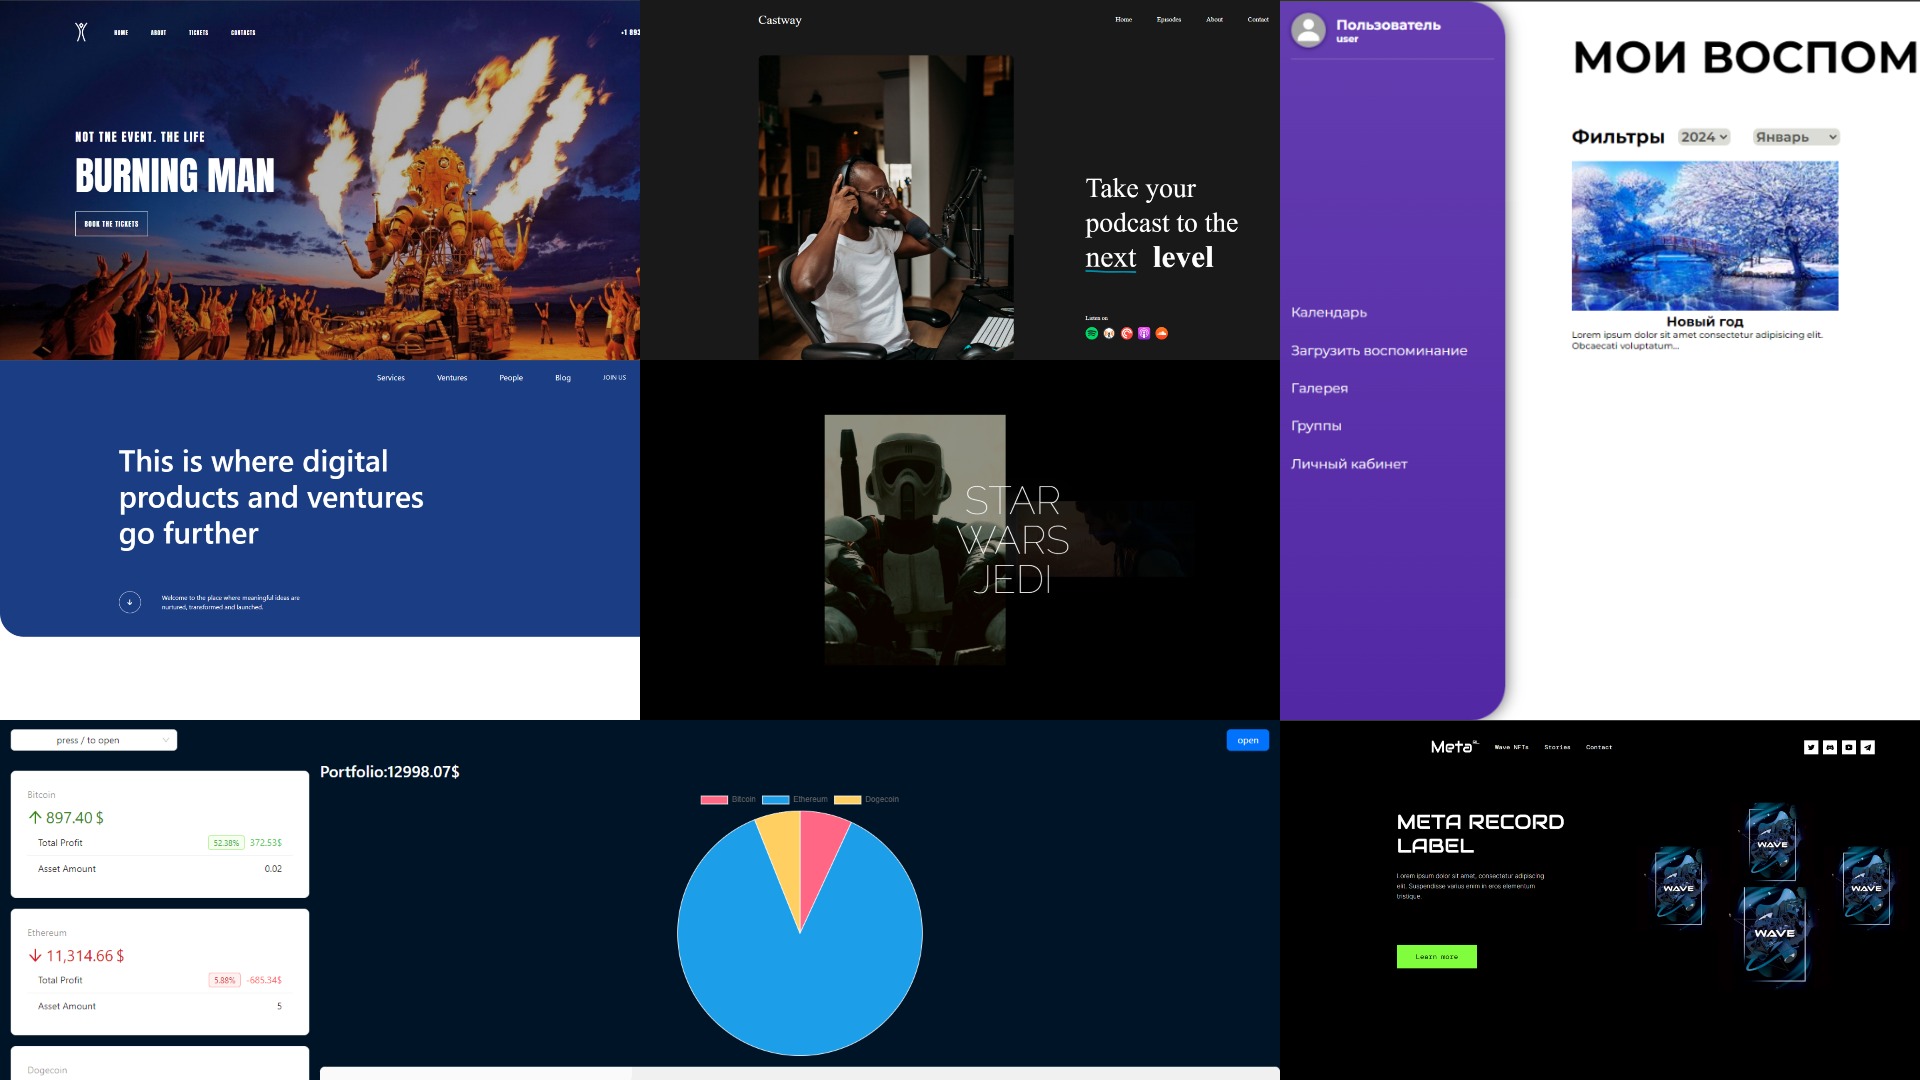 HOME ABOUT TICKETS CONTACTS +1 893
NOT TNE EVENT. THE LIFE
BURNING MAN
BOOK THE TICKETS
Castway
Home Episodes About Contact
Take your
podcast to the
next level
Listen on
Пользователь
user
МОИ ВОСПОМ
Фильтры 2024 Январь
Новый год
Lorem ipsum dolor sit amet consectetur adipisicing elit.
Obcaecati voluptatum...
Календарь
Загрузить воспоминание
Галерея
Группы
Личный кабинет
Services Ventures People Blog JOIN US
This is where digital
products and ventures
go further
Welcome to the place where meaningful ideas are
nurtured, transformed and launched.
STAR
WARS
JEDI
press / to open
open
Portfolio:12998.07$
Bitcoin Ethereum Dogecoin
Bitcoin
897.40 $
Total Profit 52.38% 372.53$
Asset Amount 0.02
Ethereum
11,314.66 $
Total Profit 5.88% -685.34$
Asset Amount 5
Dogecoin
Meta Wave NFTs Stories Contact
META RECORD
LABEL
Lorem ipsum dolor sit amet, consectetur adipiscing
elit. Suspendisse varius enim in eros elementum
tristique.
Learn more
WAVE
WAVE
WAVE
WAVE